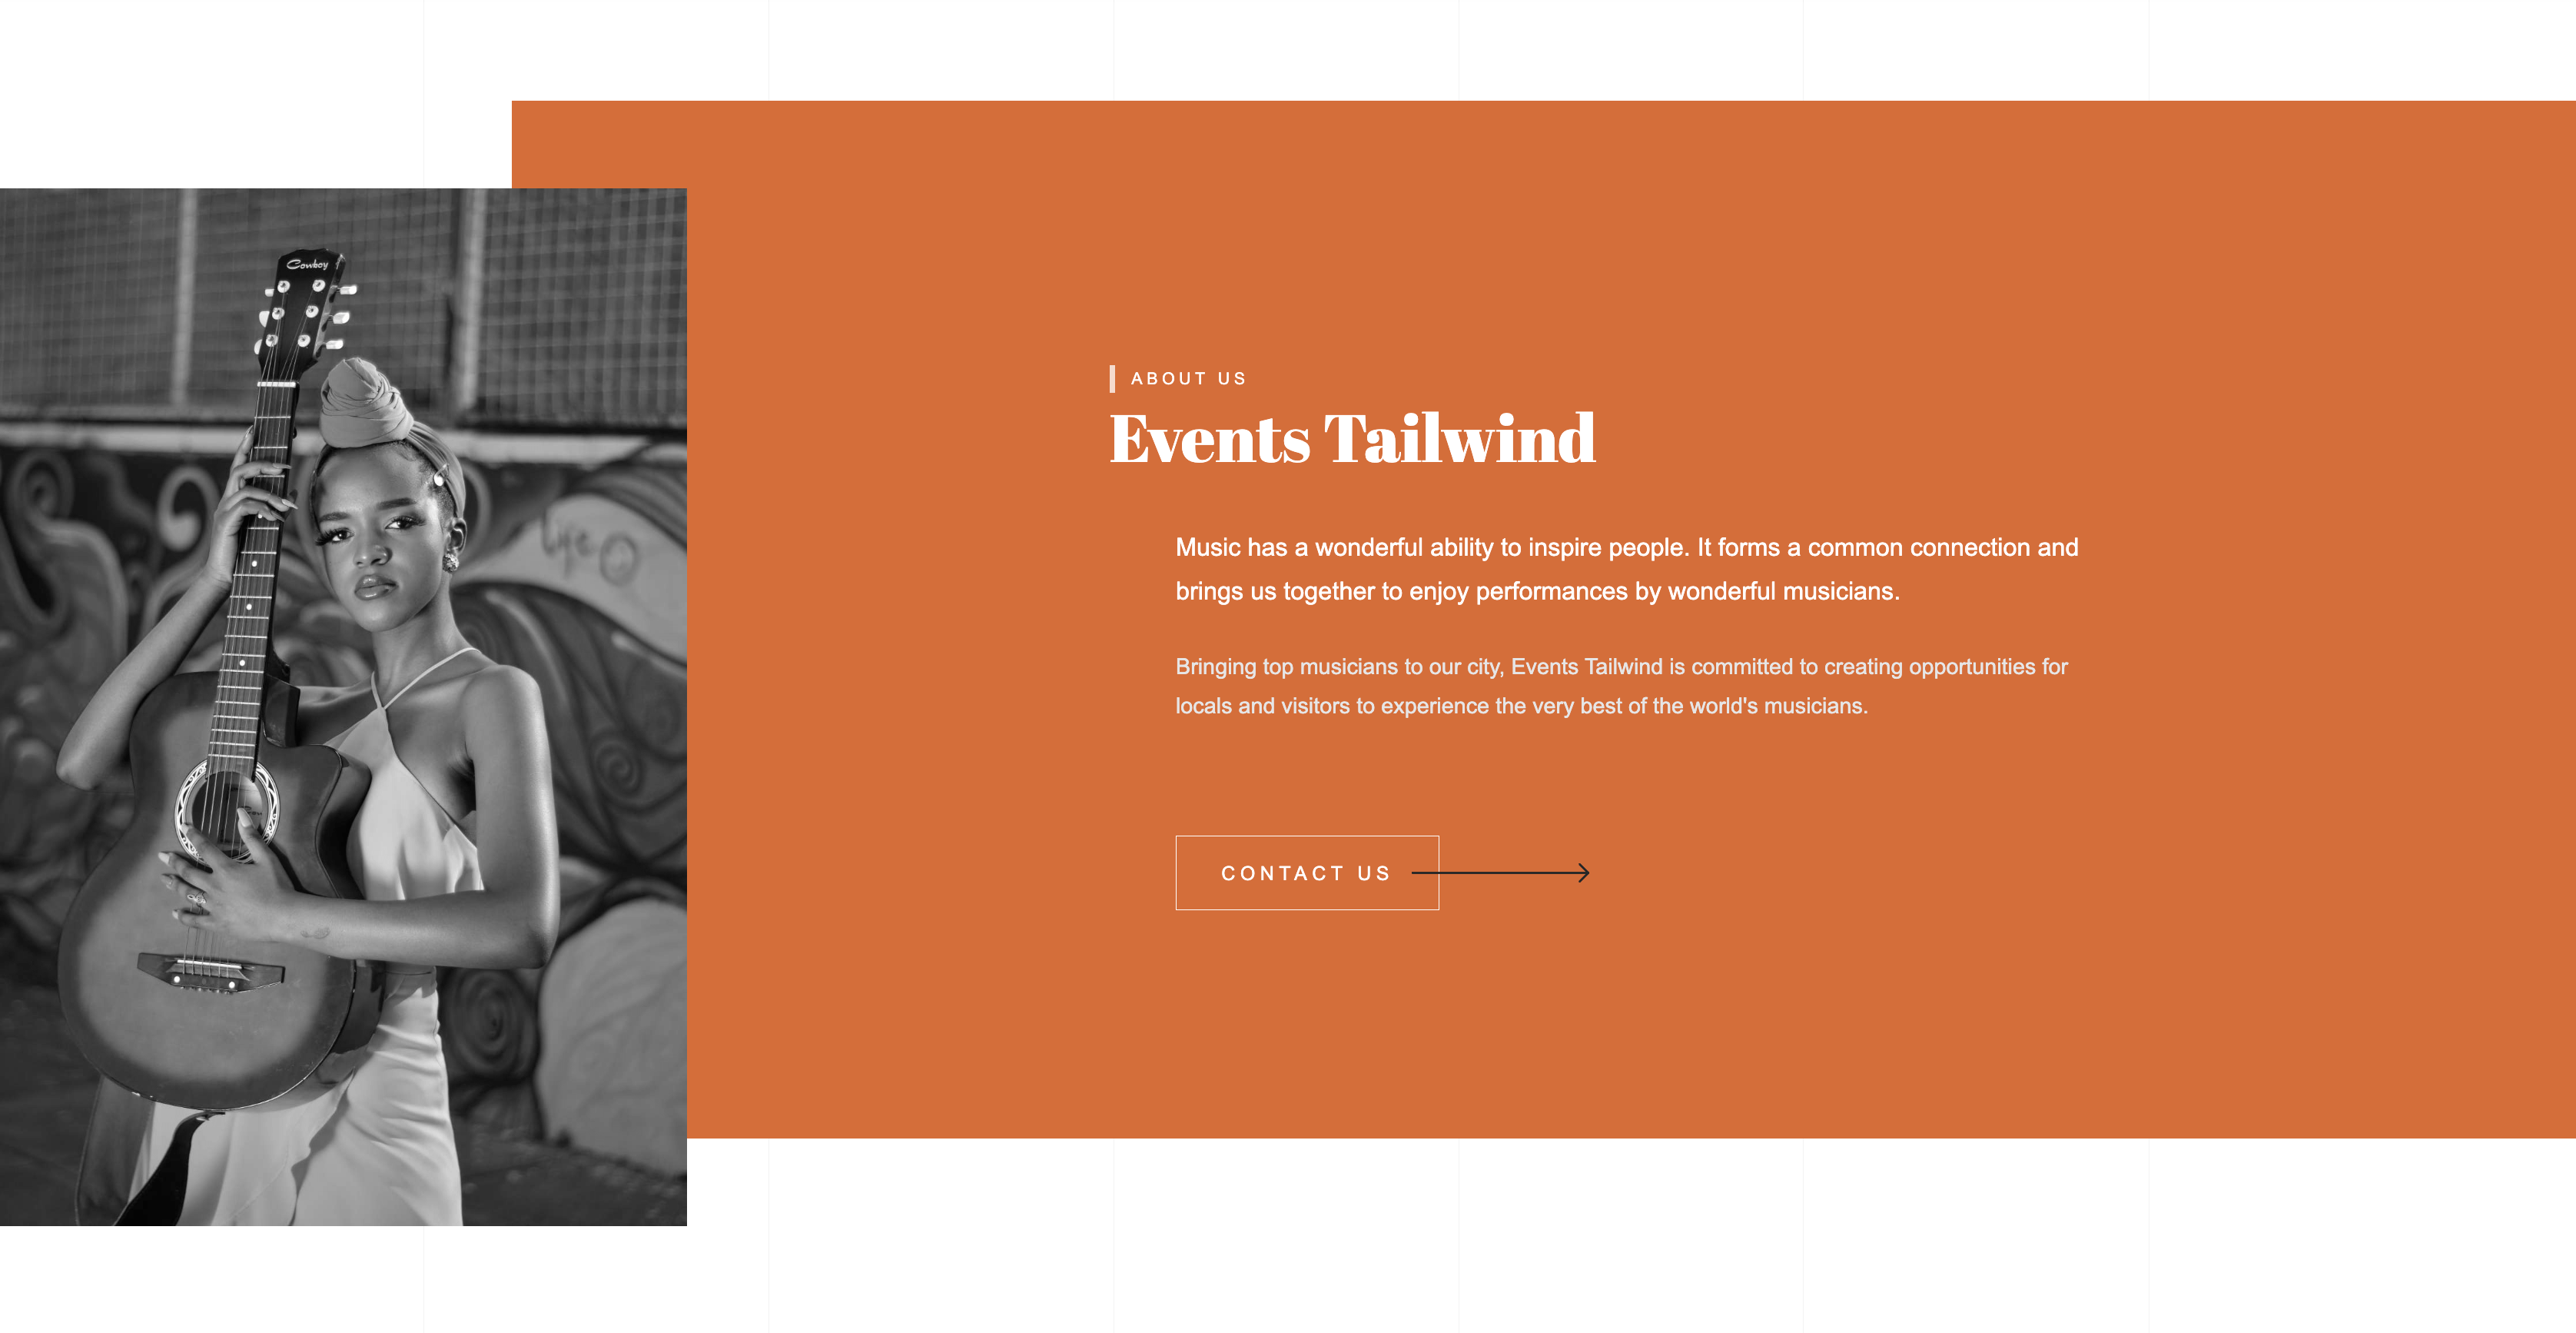 Cowboy
Lyfe
ABOUT US
Events Tailwind
Music has a wonderful ability to inspire people. It forms a common connection and
brings us together to enjoy performances by wonderful musicians.
Bringing top musicians to our city, Events Tailwind is committed to creating opportunities for
locals and visitors to experience the very best of the world's musicians.
CONTACT US